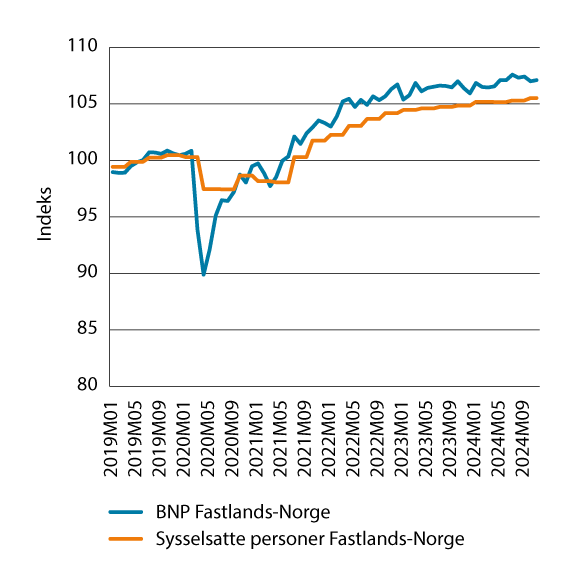 110
105
100
95
90
85
80
Indeks
2019M01
2019M05
2019M09
2020M01
2020M05
2020M09
2021M01
2021M05
2021M09
2022M01
2022M05
2022M09
2023M01
2023M05
2023M09
2024M01
2024M05
2024M09
BNP Fastlands-Norge
Sysselsatte personer Fastlands-Norge